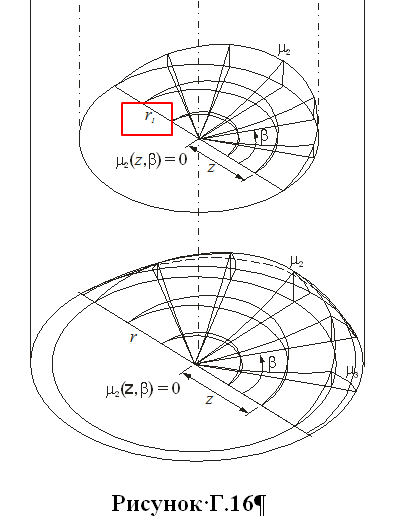 μ₂
r₁
β
μ₂(z,β) = 0
z
μ₂
r
β
μ₃
μ₂(z,β) = 0
z
Рисунок·Г.16¶